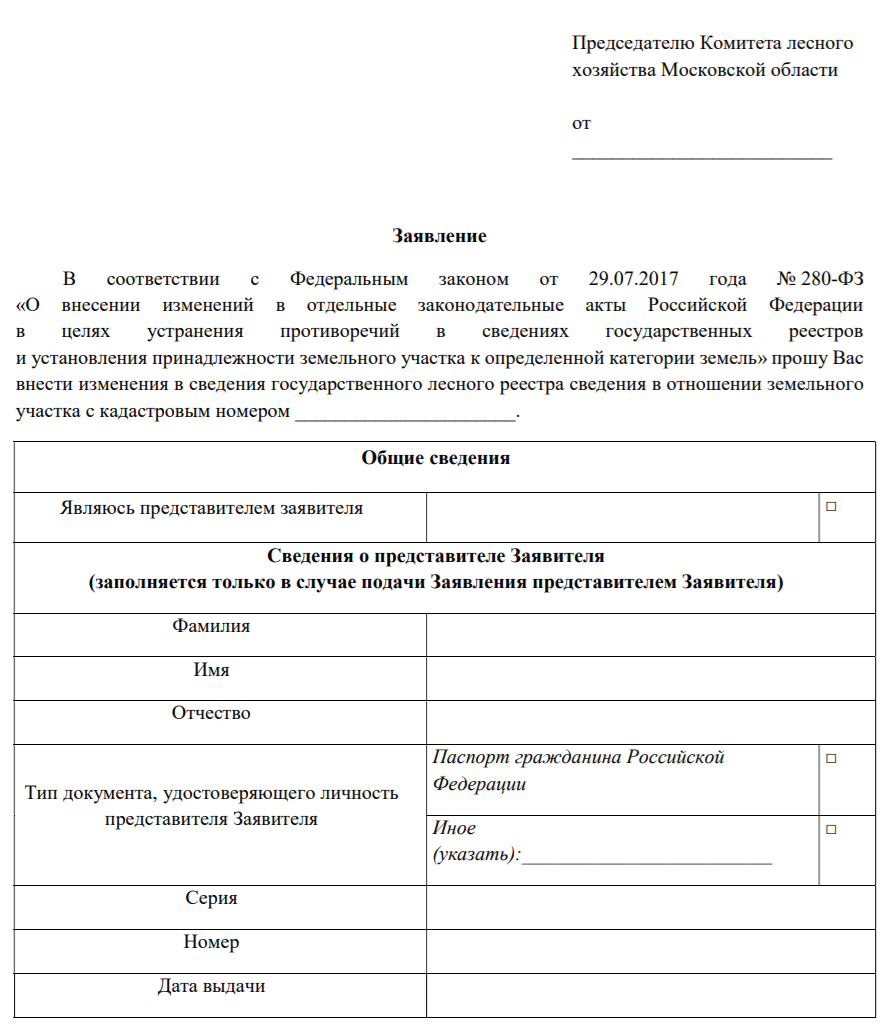 Председателю Комитета лесного
хозяйства Московской области
от
__________________________
Заявление
В соответствии с Федеральным законом от 29.07.2017 года № 280-ФЗ
«О внесении изменений в отдельные законодательные акты Российской Федерации
в целях устранения противоречий в сведениях государственных реестров
и установления принадлежности земельного участка к определенной категории земель» прошу Вас
внести изменения в сведения государственного лесного реестра сведения в отношении земельного
участка с кадастровым номером ______________________.
Общие сведения
Являюсь представителем заявителя □
Сведения о представителе Заявителя
(заполняется только в случае подачи Заявления представителем Заявителя)
Фамилия
Имя
Отчество
Тип документа, удостоверяющего личность
представителя Заявителя
Паспорт гражданина Российской □
Федерации
Иное □
(указать):_________________________
Серия
Номер
Дата выдачи